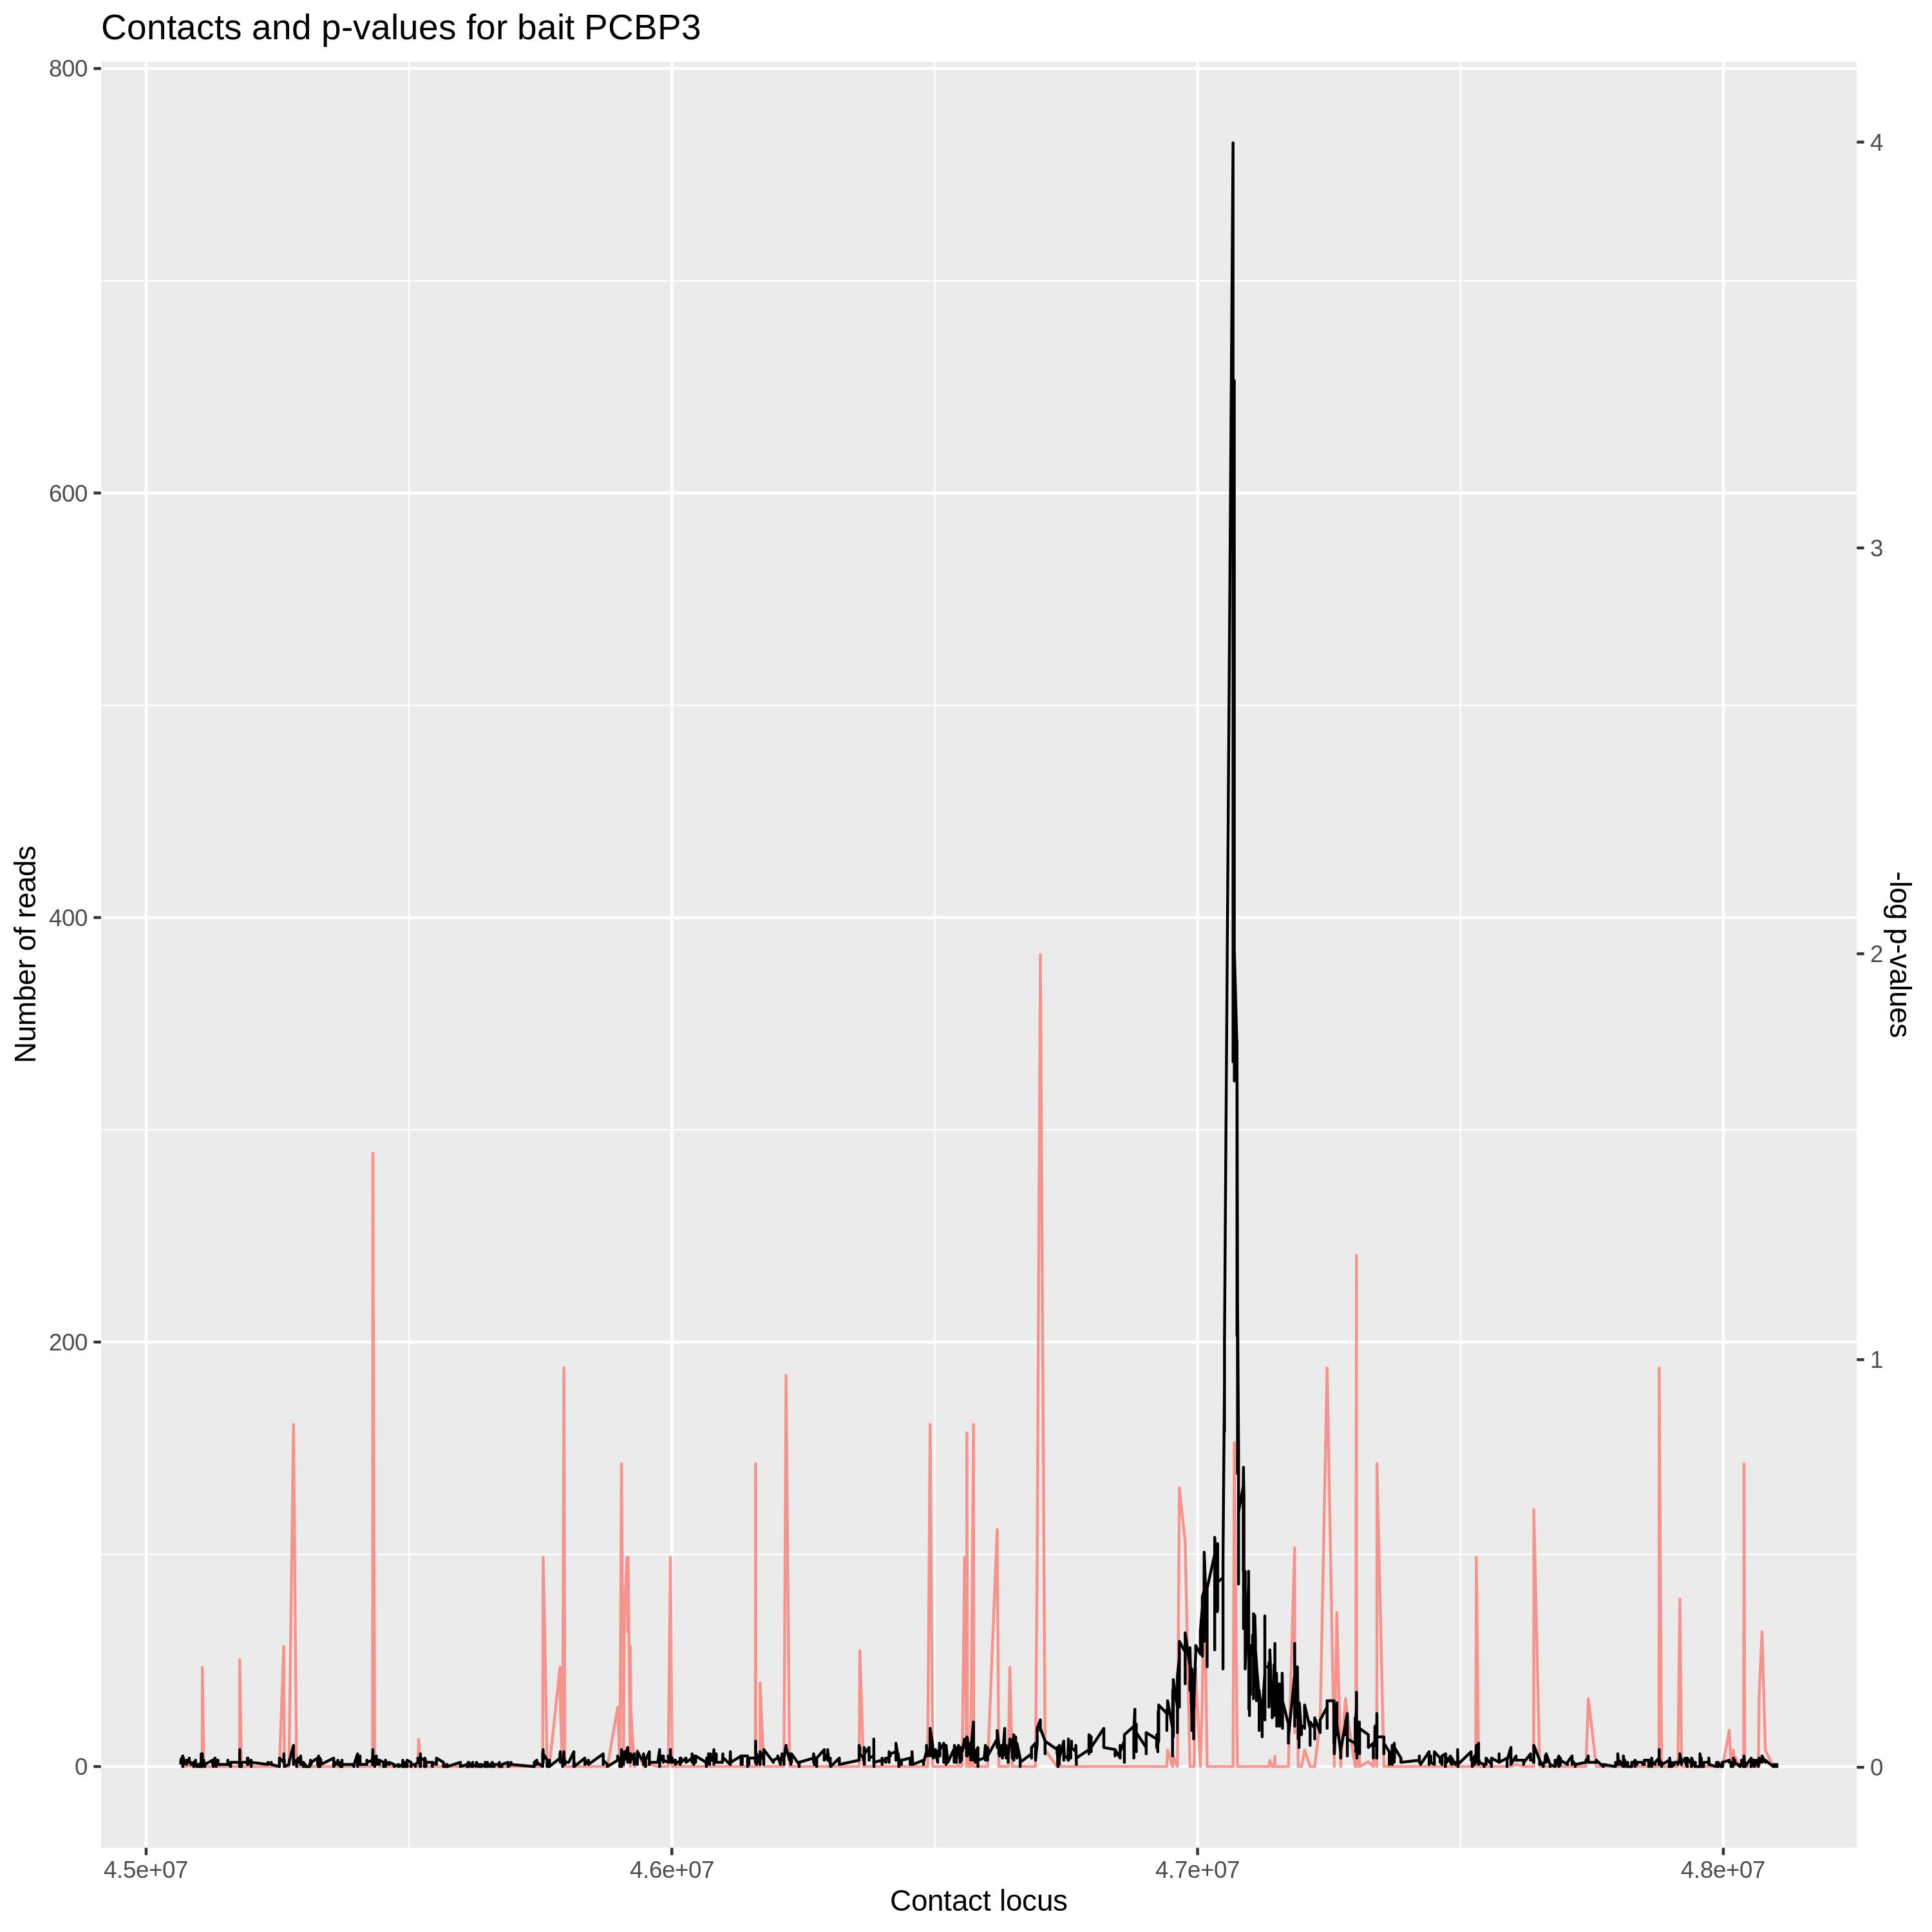 Contacts and p-values for bait PCBP3
800
600
400
200
0
Number of reads
4
3
2
1
0
-log p-values
4.5e+07
4.6e+07
4.7e+07
4.8e+07
Contact locus